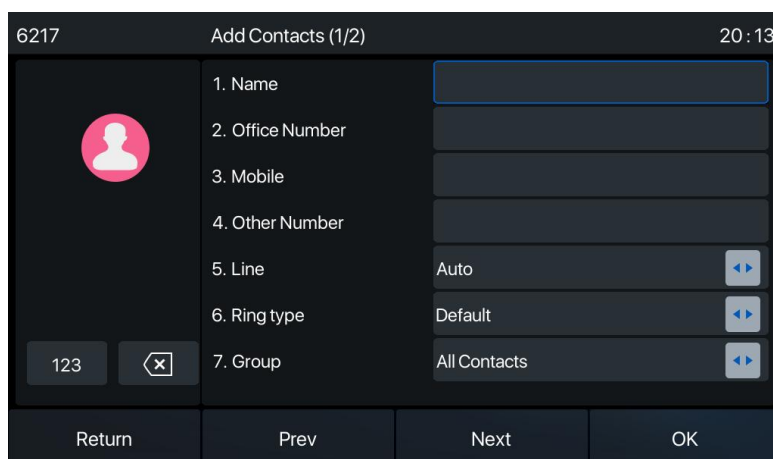 6217 Add Contacts (1/2) 20:13
1. Name
2. Office Number
3. Mobile
4. Other Number
5. Line Auto
6. Ring type Default
7. Group All Contacts
123
Return Prev Next OK